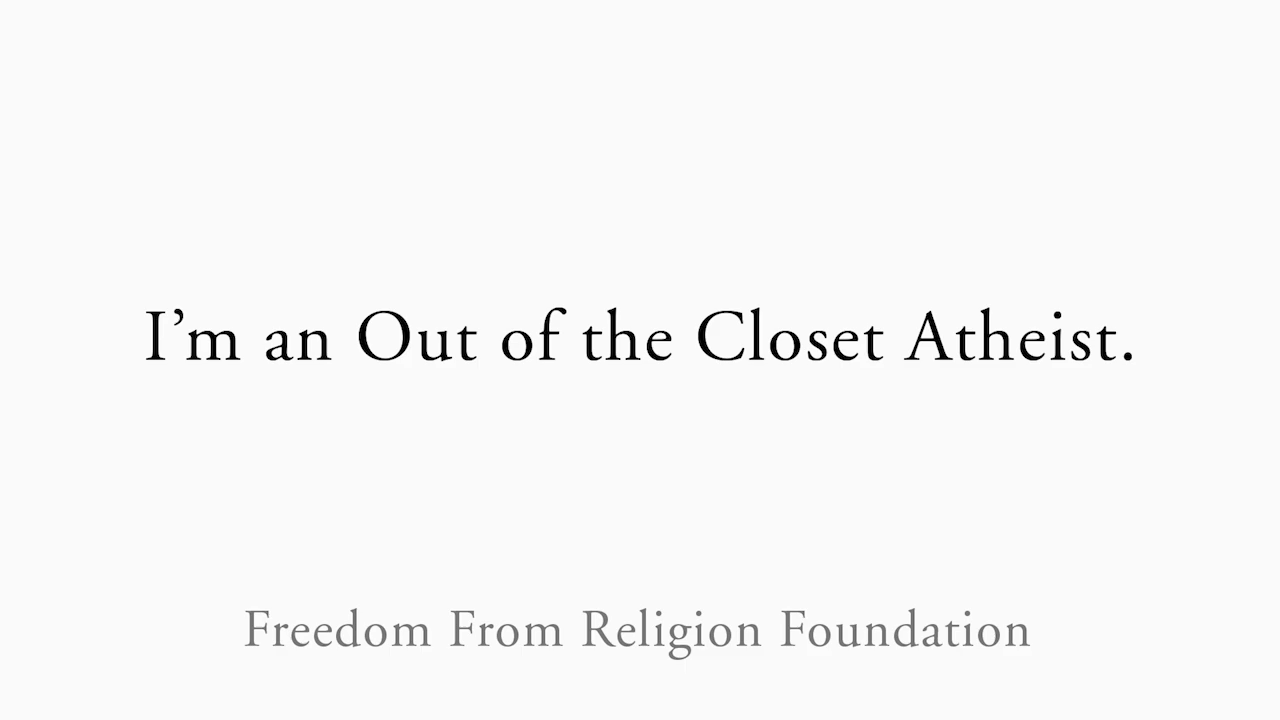 I’m an Out of the Closet Atheist.
Freedom From Religion Foundation